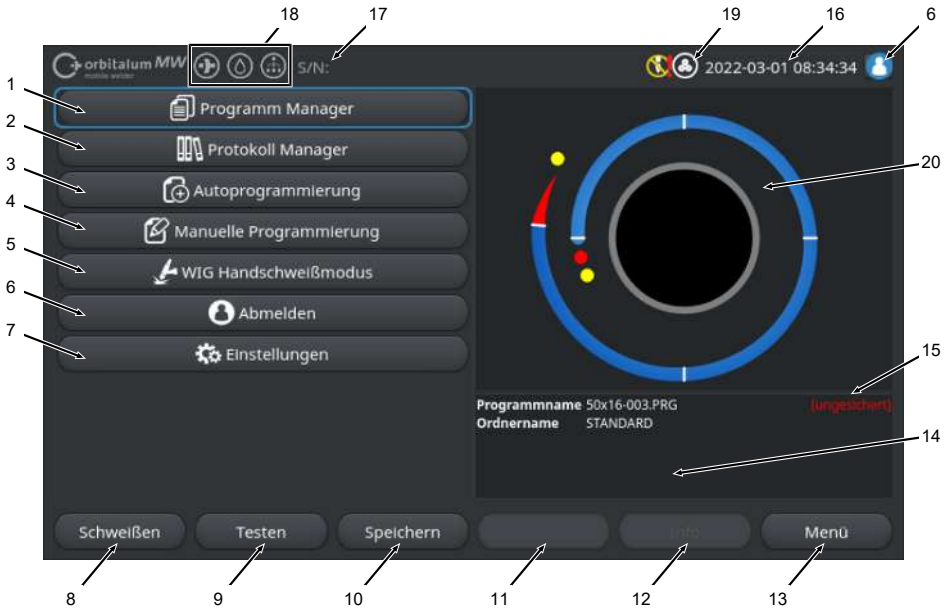 18 17 19 16 6
orbitalum MW S/N: 2022-03-01 08:34:34
mobile welder
1 Programm Manager
2 Protokoll Manager
3 Autoprogrammierung
4 Manuelle Programmierung
5 WIG Handschweißmodus
6 Abmelden
7 Einstellungen
20
15
Programmname 50x16-003.PRG (ungesichert)
Ordnername STANDARD
14
Schweißen Testen Speichern Info Menü
8 9 10 11 12 13